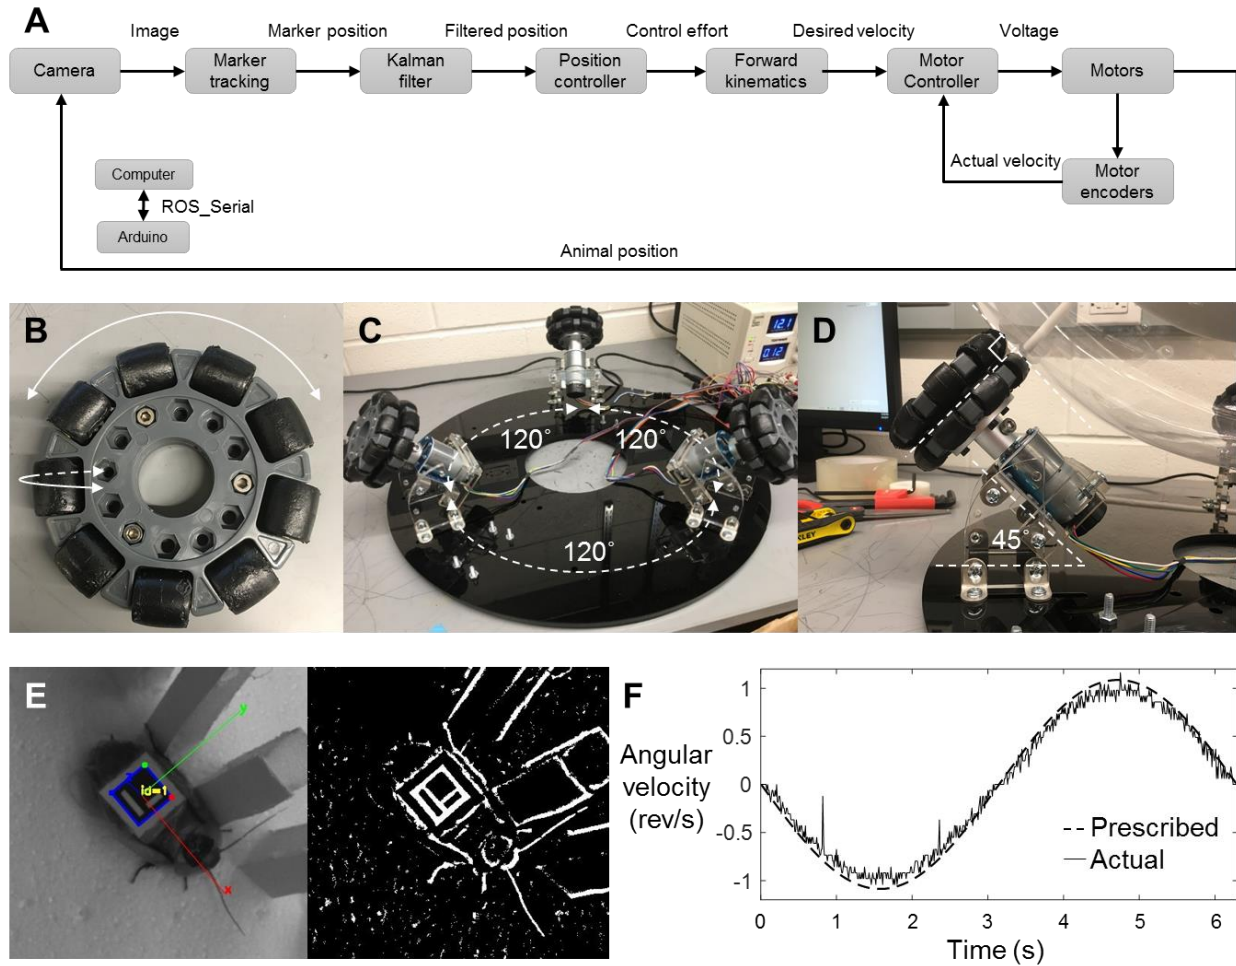 A
Image
Marker position
Filtered position
Control effort
Desired velocity
Voltage
Camera
Marker
tracking
Kalman
filter
Position
controller
Forward
kinematics
Motor
Controller
Motors
Actual velocity
Motor
encoders
Computer
ROS_Serial
Arduino
Animal position
B
C
121
012
120°
120°
120°
D
45°
E
y
id=1
x
F
Angular
velocity
(rev/s)
1
0.5
0
-0.5
-1
Prescribed
Actual
0
1
2
3
4
5
6
Time (s)